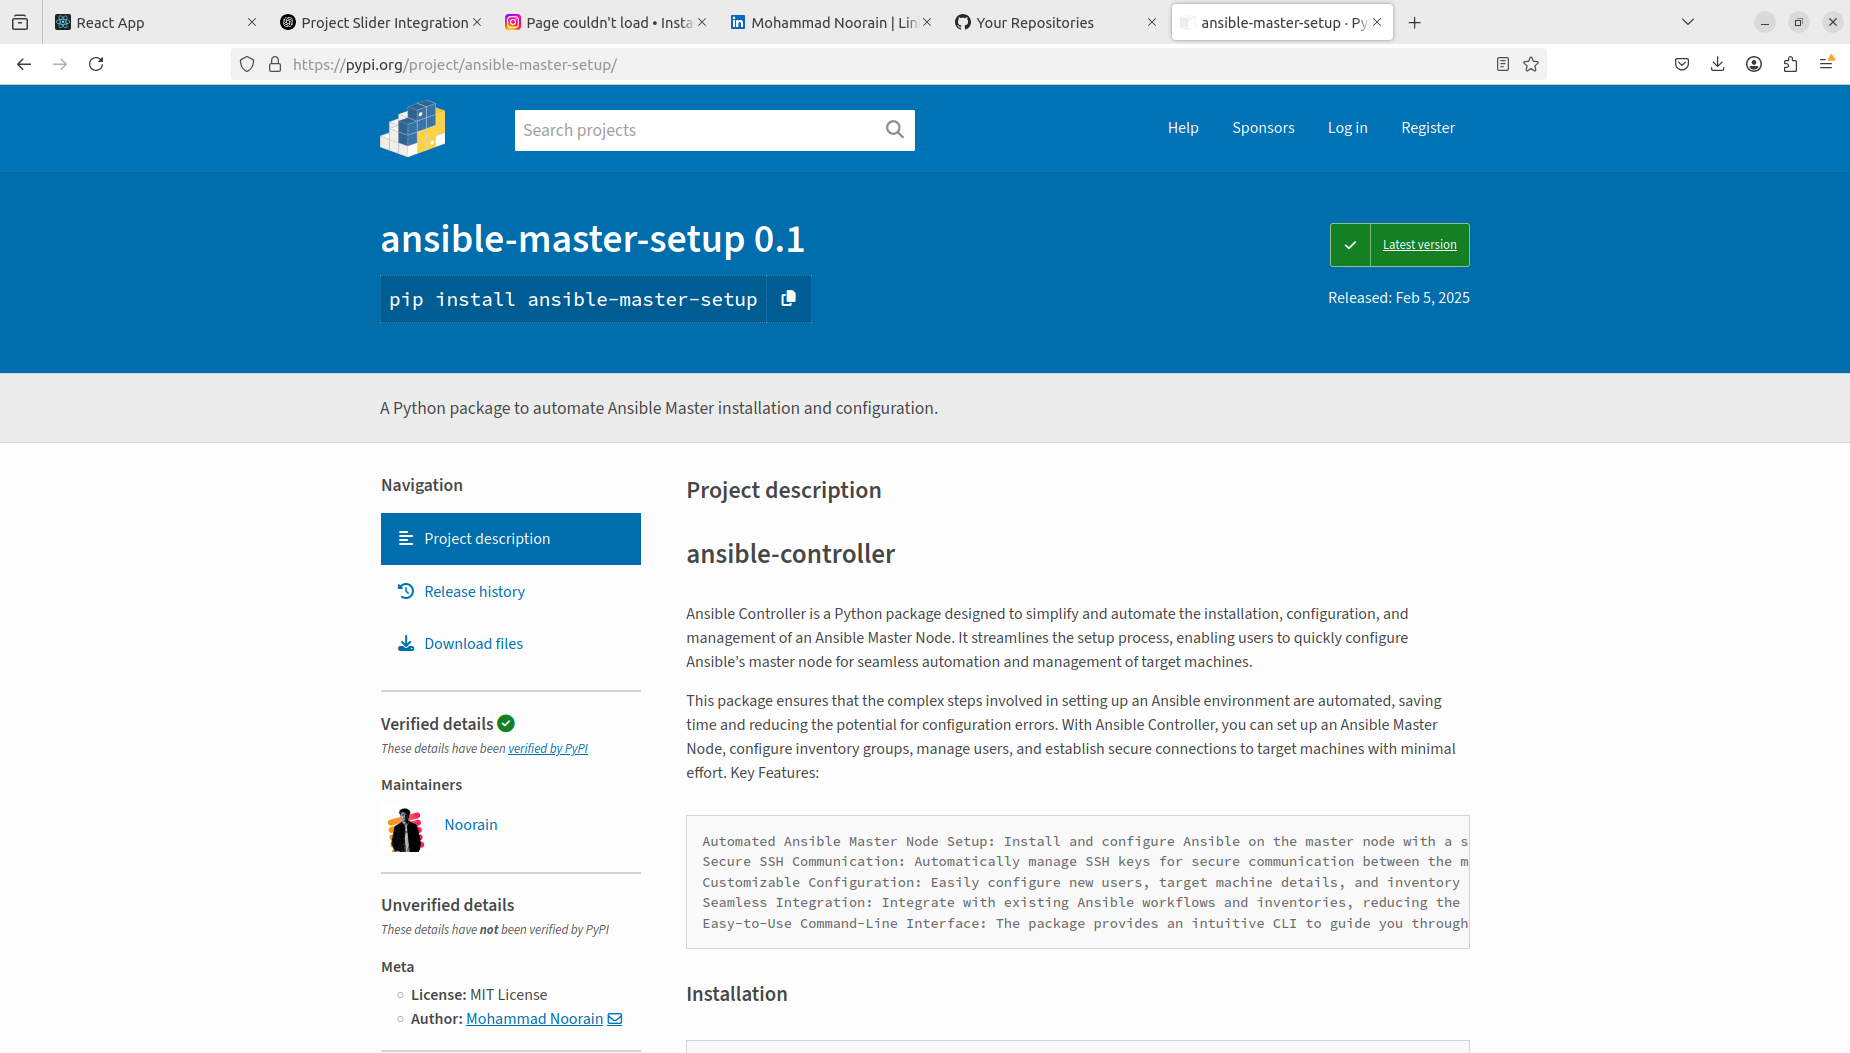 React App
Project Slider Integration
Page couldn't load • Insta
Mohammad Noorain | Lin
Your Repositories
ansible-master-setup · Py
https://pypi.org/project/ansible-master-setup/
Search projects
Help
Sponsors
Log in
Register
ansible-master-setup 0.1
Latest version
pip install ansible-master-setup
Released: Feb 5, 2025
A Python package to automate Ansible Master installation and configuration.
Navigation
Project description
Release history
Download files
Verified details
These details have been verified by PyPI
Maintainers
Noorain
Unverified details
These details have not been verified by PyPI
Meta
License: MIT License
Author: Mohammad Noorain
Project description
ansible-controller
Ansible Controller is a Python package designed to simplify and automate the installation, configuration, and
management of an Ansible Master Node. It streamlines the setup process, enabling users to quickly configure
Ansible’s master node for seamless automation and management of target machines.
This package ensures that the complex steps involved in setting up an Ansible environment are automated, saving
time and reducing the potential for configuration errors. With Ansible Controller, you can set up an Ansible Master
Node, configure inventory groups, manage users, and establish secure connections to target machines with minimal
effort. Key Features:
Automated Ansible Master Node Setup: Install and configure Ansible on the master node with a s
Secure SSH Communication: Automatically manage SSH keys for secure communication between the m
Customizable Configuration: Easily configure new users, target machine details, and inventory
Seamless Integration: Integrate with existing Ansible workflows and inventories, reducing the
Easy-to-Use Command-Line Interface: The package provides an intuitive CLI to guide you through
Installation